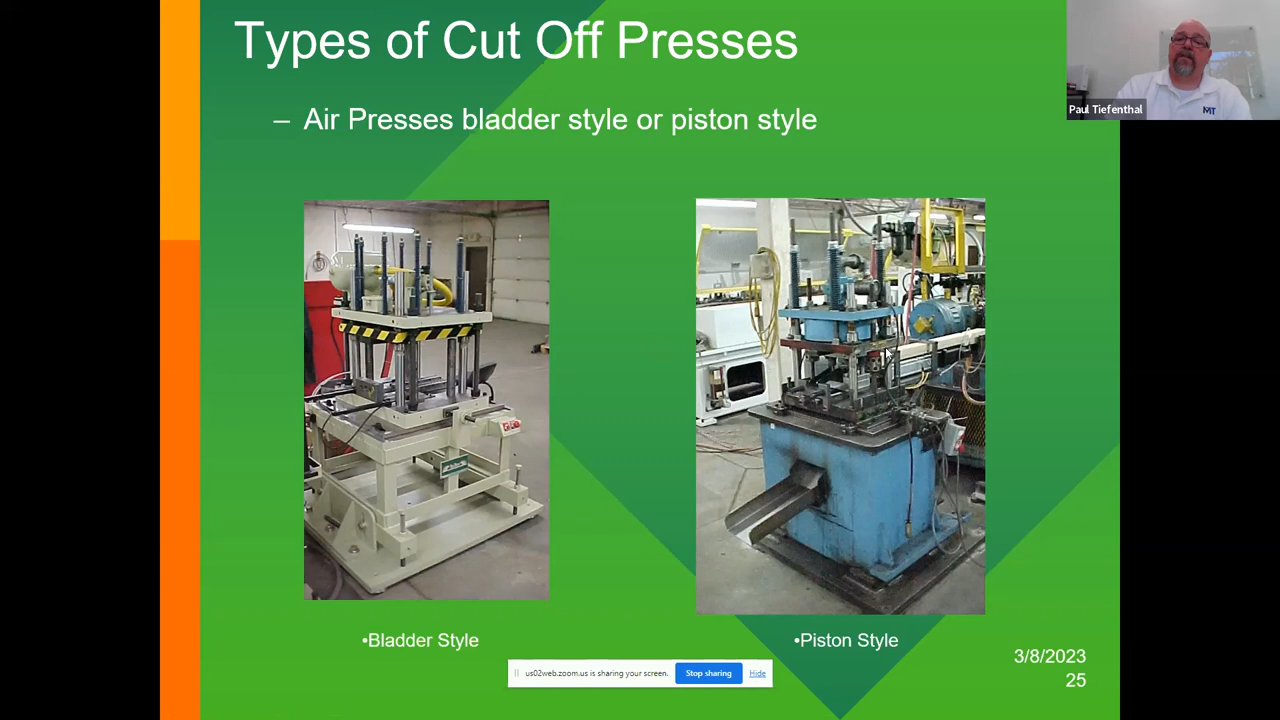 Types of Cut Off Presses
– Air Presses bladder style or piston style
Paul Tiefenthal
MT
•Bladder Style
•Piston Style
3/8/2023
25
us02web.zoom.us is sharing your screen.
Stop sharing
Hide